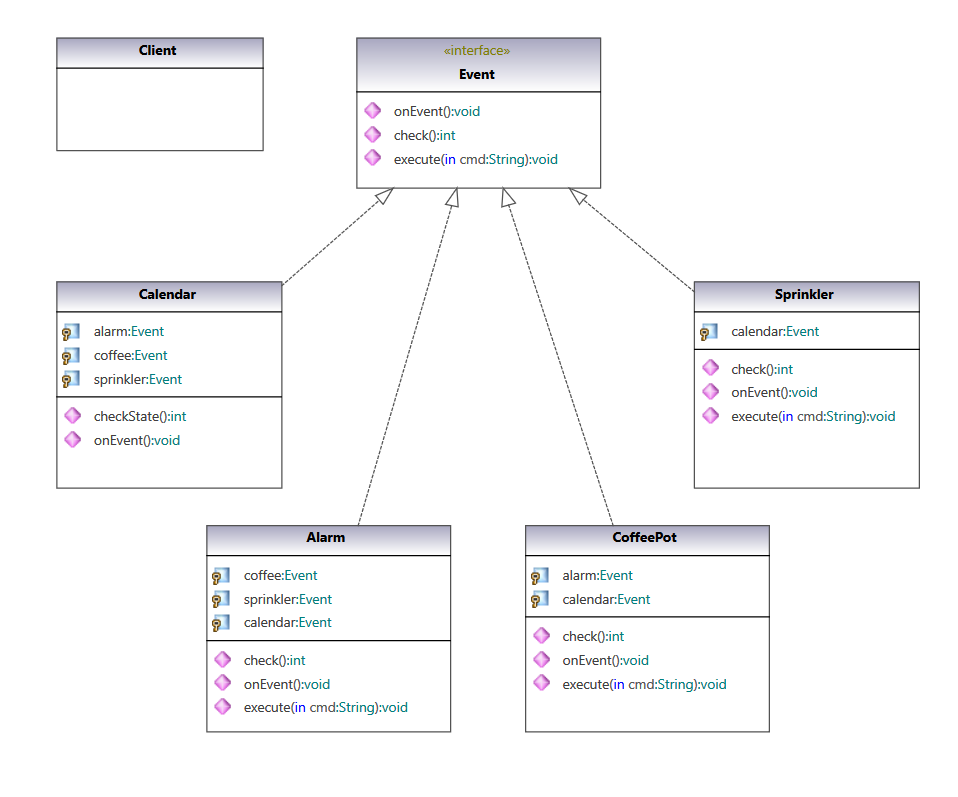 Client
«interface»
Event
onEvent():void
check():int
execute(in cmd:String):void
Calendar
alarm:Event
coffee:Event
sprinkler:Event
checkState():int
onEvent():void
Sprinkler
calendar:Event
check():int
onEvent():void
execute(in cmd:String):void
Alarm
coffee:Event
sprinkler:Event
calendar:Event
check():int
onEvent():void
execute(in cmd:String):void
CoffeePot
alarm:Event
calendar:Event
check():int
onEvent():void
execute(in cmd:String):void